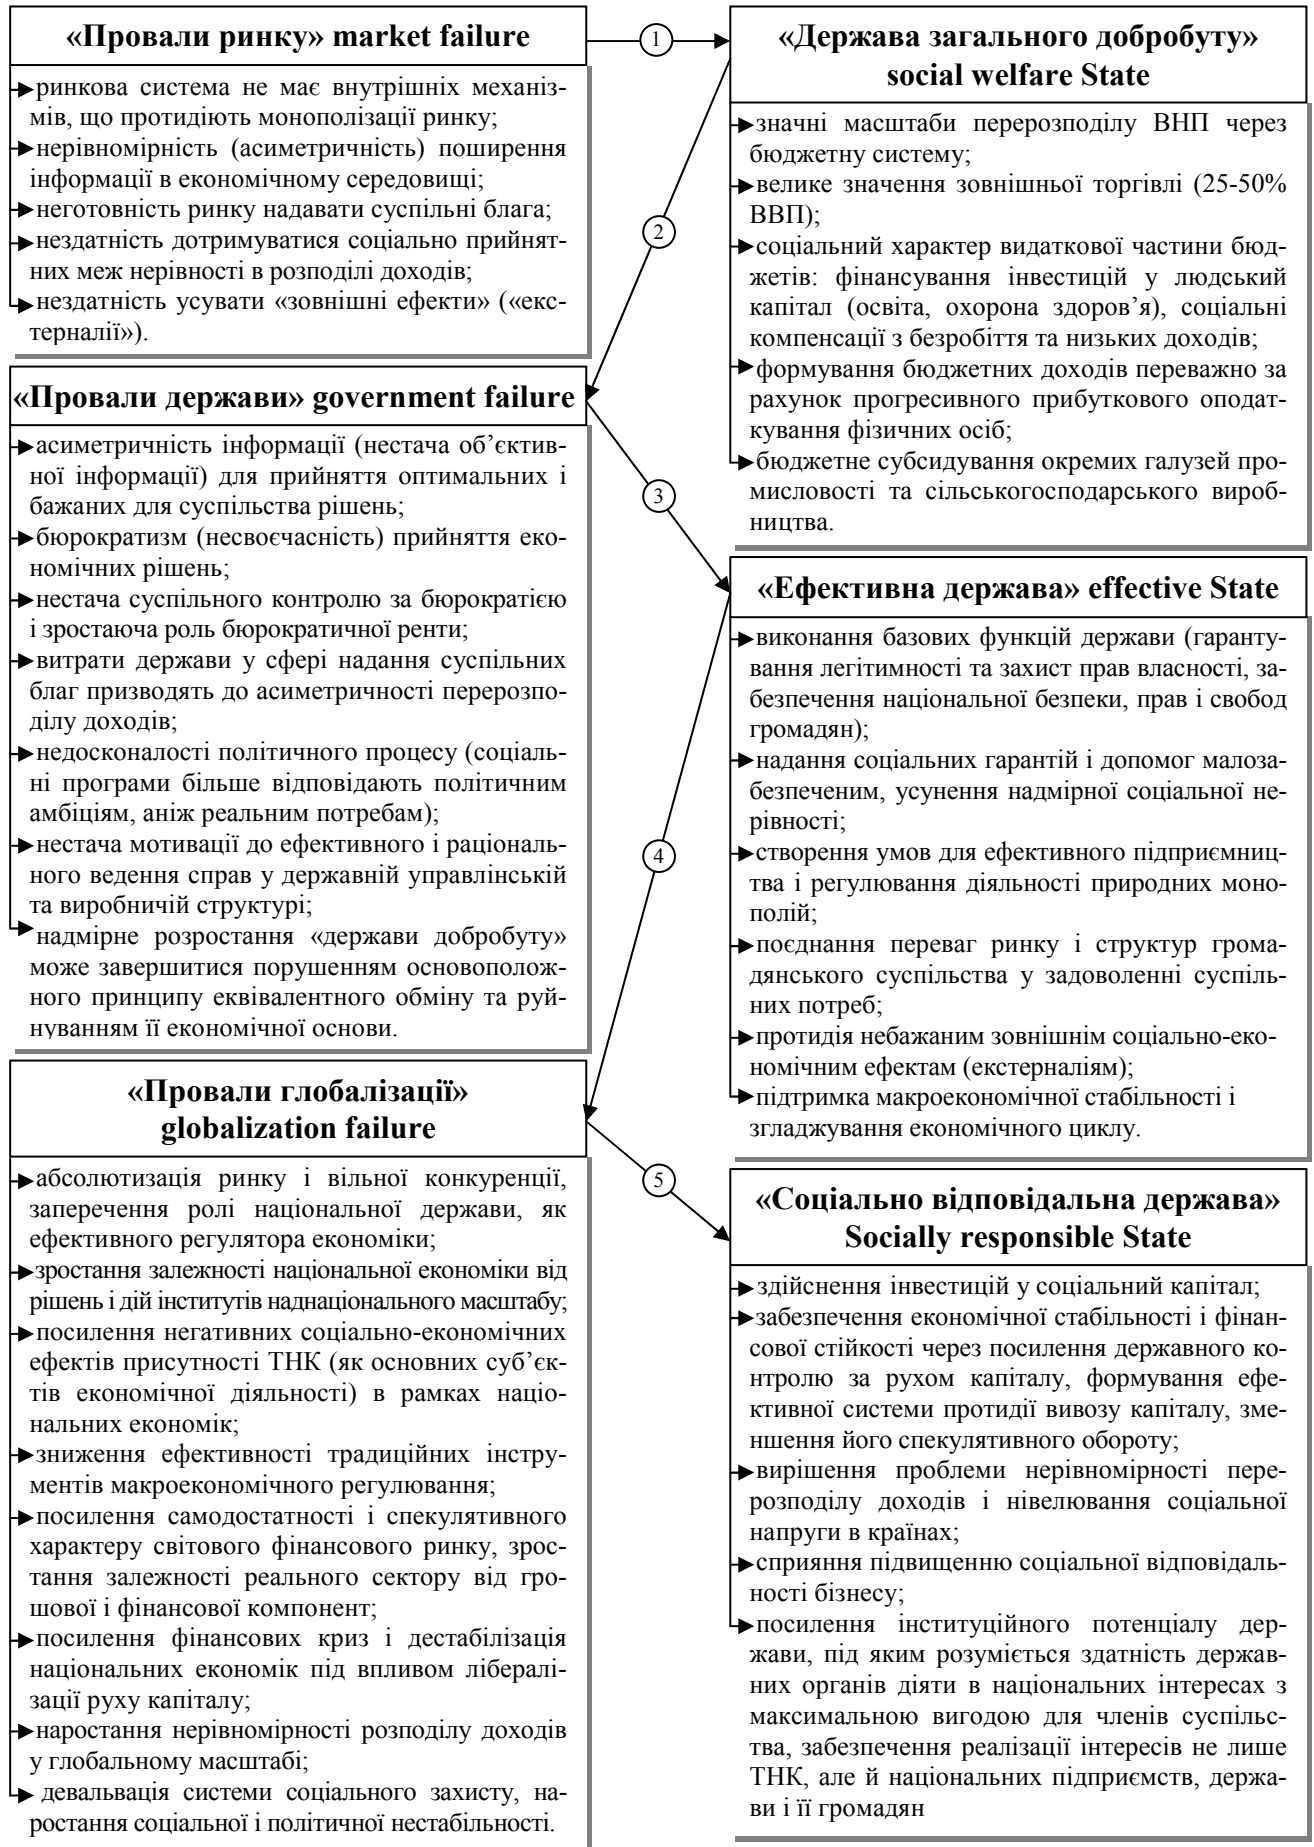 «Провали ринку» market failure
ринкова система не має внутрішніх механіз-
мів, що протидіють монополізації ринку;
нерівномірність (асиметричність) поширення
інформації в економічному середовищі;
неготовність ринку надавати суспільні блага;
нездатність дотримуватися соціально прийнят-
них меж нерівності в розподілі доходів;
нездатність усувати «зовнішні ефекти» («екс-
терналії»).
1
«Держава загального добробуту»
social welfare State
значні масштаби перерозподілу ВНП через
бюджетну систему;
велике значення зовнішньої торгівлі (25-50%
ВВП);
соціальний характер видаткової частини бюд-
жетів: фінансування інвестицій у людський
капітал (освіта, охорона здоров’я), соціальні
компенсації з безробіття та низьких доходів;
формування бюджетних доходів переважно за
рахунок прогресивного прибуткового оподат-
кування фізичних осіб;
бюджетне субсидування окремих галузей про-
мисловості та сільськогосподарського вироб-
ництва.
2
«Провали держави» government failure
асиметричність інформації (нестача об’єктив-
ної інформації) для прийняття оптимальних і
бажаних для суспільства рішень;
бюрократизм (несвоєчасність) прийняття еко-
номічних рішень;
нестача суспільного контролю за бюрократією
і зростаюча роль бюрократичної ренти;
витрати держави у сфері надання суспільних
благ призводять до асиметричності перерозпо-
ділу доходів;
недосконалості політичного процесу (соціаль-
ні програми більше відповідають політичним
амбіціям, аніж реальним потребам);
нестача мотивації до ефективного і раціональ-
ного ведення справ у державній управлінській
та виробничій структурі;
надмірне розростання «держави добробуту»
може завершитися порушенням основополож-
ного принципу еквівалентного обміну та руй-
нуванням її економічної основи.
3
«Ефективна держава» effective State
виконання базових функцій держави (гаранту-
вання легітимності та захист прав власності, за-
безпечення національної безпеки, прав і свобод
громадян);
надання соціальних гарантій і допомог малоза-
безпеченим, усунення надмірної соціальної не-
рівності;
створення умов для ефективного підприємниц-
тва і регулювання діяльності природних моно-
полій;
поєднання переваг ринку і структур грома-
дянського суспільства у задоволенні суспіль-
них потреб;
протидія небажаним зовнішнім соціально-еко-
номічним ефектам (екстерналіям);
підтримка макроекономічної стабільності і
згладжування економічного циклу.
4
«Провали глобалізації»
globalization failure
абсолютизація ринку і вільної конкуренції,
заперечення ролі національної держави, як
ефективного регулятора економіки;
зростання залежності національної економіки від
рішень і дій інститутів наднаціонального масштабу;
посилення негативних соціально-економічних
ефектів присутності ТНК (як основних суб’єк-
тів економічної діяльності) в рамках націо-
нальних економік;
зниження ефективності традиційних інстру-
ментів макроекономічного регулювання;
посилення самодостатності і спекулятивного
характеру світового фінансового ринку, зрос-
тання залежності реального сектору від гро-
шової і фінансової компонент;
посилення фінансових криз і дестабілізація
національних економік під впливом лібералі-
зації руху капіталу;
наростання нерівномірності розподілу доходів
у глобальному масштабі;
девальвація системи соціального захисту, на-
ростання соціальної і політичної нестабільності.
5
«Соціально відповідальна держава»
Socially responsible State
здійснення інвестицій у соціальний капітал;
забезпечення економічної стабільності і фінан-
сової стійкості через посилення державного ко-
нтролю за рухом капіталу, формування ефе-
ктивної системи протидії вивозу капіталу, зме-
ншення його спекулятивного обороту;
вирішення проблеми нерівномірності пере-
розподілу доходів і нівелювання соціальної
напруги в країнах;
сприяння підвищенню соціальної відповідаль-
ності бізнесу;
посилення інституційного потенціалу дер-
жави, під яким розуміється здатність держав-
них органів діяти в національних інтересах з
максимальною вигодою для членів суспільс-
тва, забезпечення реалізації інтересів не лише
ТНК, але й національних підприємств, держа-
ви і її громадян